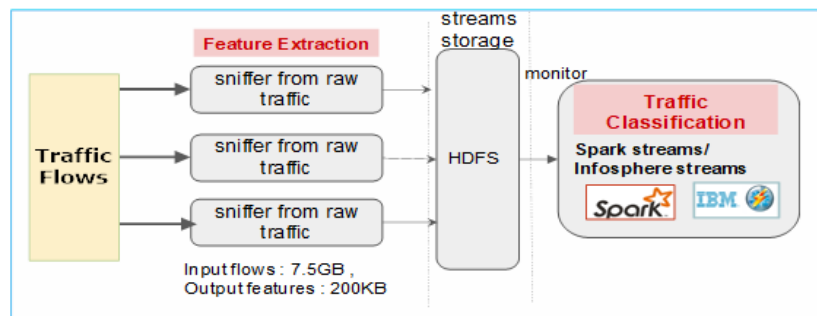 Feature Extraction
streams
storage
sniffer from raw
traffic
monitor
Traffic
Flows
sniffer from raw
traffic
sniffer from raw
traffic
HDFS
Traffic
Classification
Spark streams/
Infosphere streams
Spark
IBM
Input flows : 7.5GB ,
Output features : 200KB